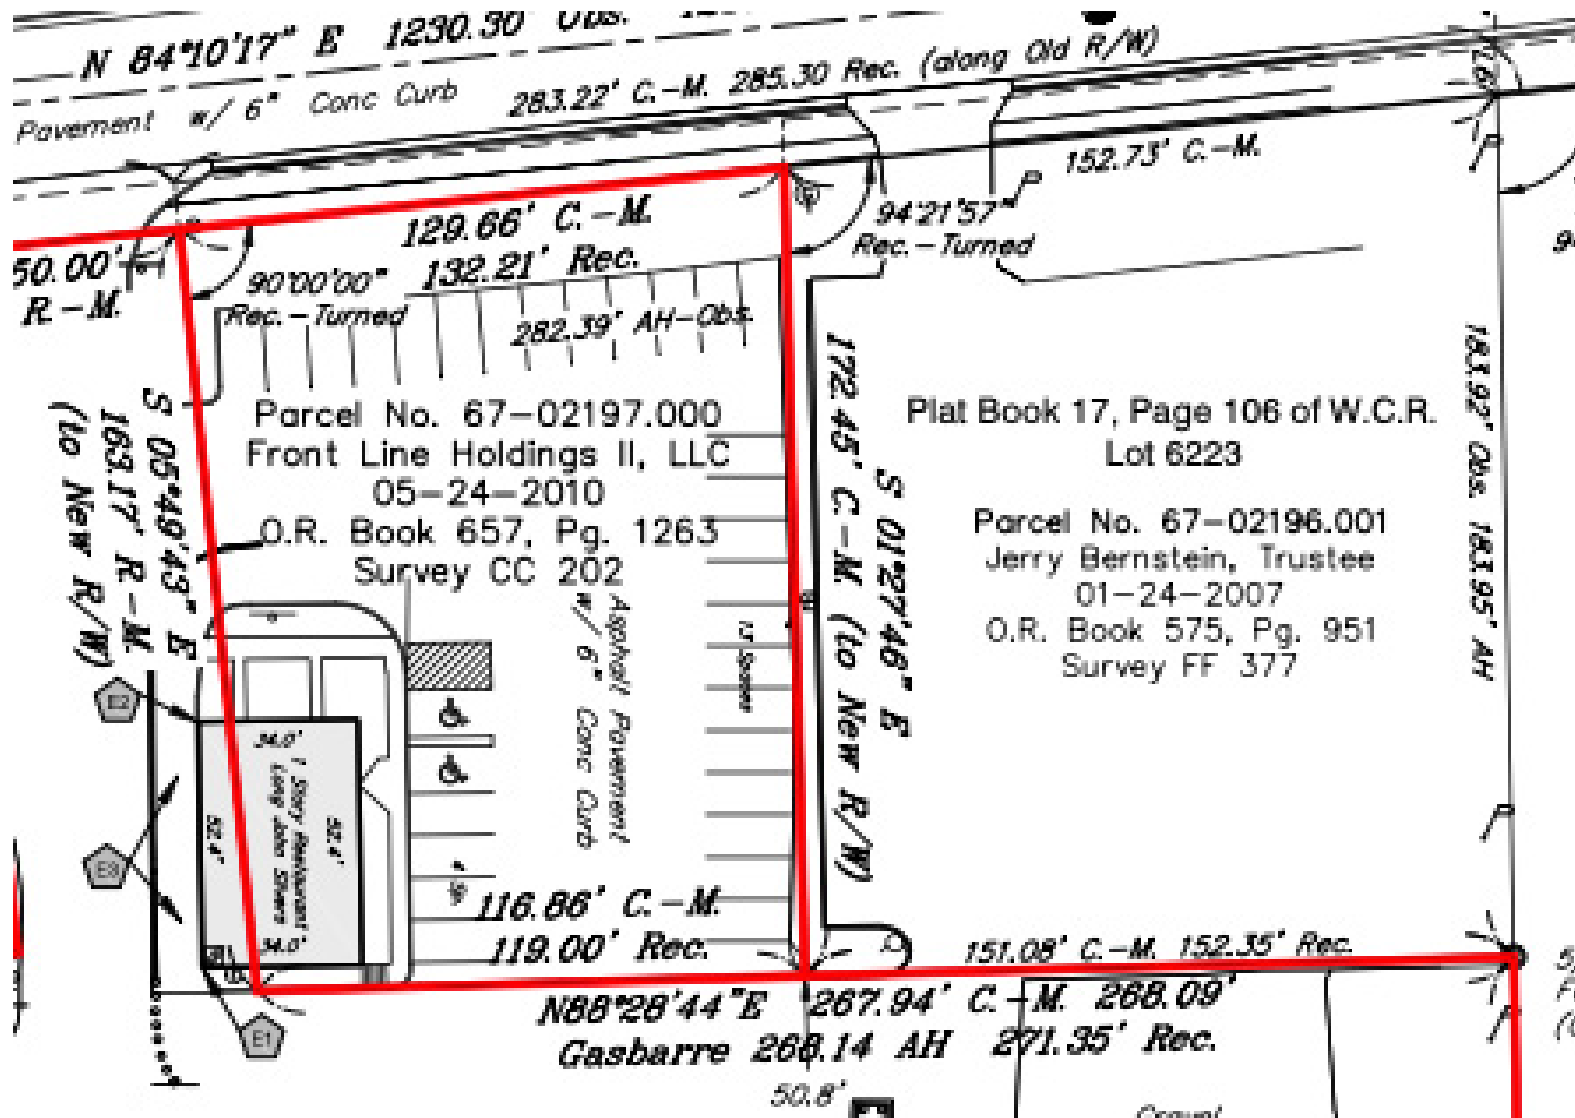 N 84°10'17" E 1230.30' Obs.
Pavement w/ 6" Conc Curb
283.22' C.-M. 285.30 Rec. (along Old R/W)
152.73' C.-M.
129.66' C.-M.
132.21' Rec.
50.00'
R.-M.
90°00'00"
Rec.-Turned
94°21'57"
Rec.-Turned
282.39' AH-Obs.
S 05°49'43" E
163.17' R.-M.
(to New R/W)
Parcel No. 67-02197.000
Front Line Holdings II, LLC
05-24-2010
O.R. Book 657, Pg. 1263
Survey CC 202
172.45' C.-M. (to New R/W)
S 01°27'46" E
Plat Book 17, Page 106 of W.C.R.
Lot 6223
Parcel No. 67-02196.001
Jerry Bernstein, Trustee
01-24-2007
O.R. Book 575, Pg. 951
Survey FF 377
183.92' Obs. 183.95' AH
Asphalt Pavement
w/ 6" Conc Curb
13 Spaces
E2
E3
E1
34.0'
52.4'
1 Story Restaurant
Long John Silvers
52.4'
34.0'
4 Sp.
116.86' C.-M.
119.00' Rec.
151.08' C.-M. 152.35' Rec.
N88°28'44"E 267.94' C.-M. 268.09'
Gasbarre 268.14 AH 271.35' Rec.
50.8'
Gravel